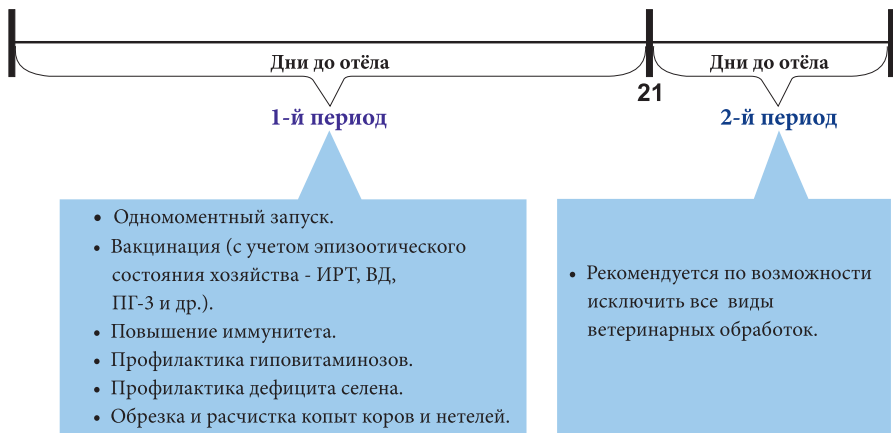 Дни до отёла
Дни до отёла
21
1-й период
2-й период
• Одномоментный запуск.
• Вакцинация (с учетом эпизоотического
состояния хозяйства - ИРТ, ВД,
ПГ-3 и др.).
• Повышение иммунитета.
• Профилактика гиповитаминозов.
• Профилактика дефицита селена.
• Обрезка и расчистка копыт коров и нетелей.
• Рекомендуется по возможности
исключить все виды
ветеринарных обработок.